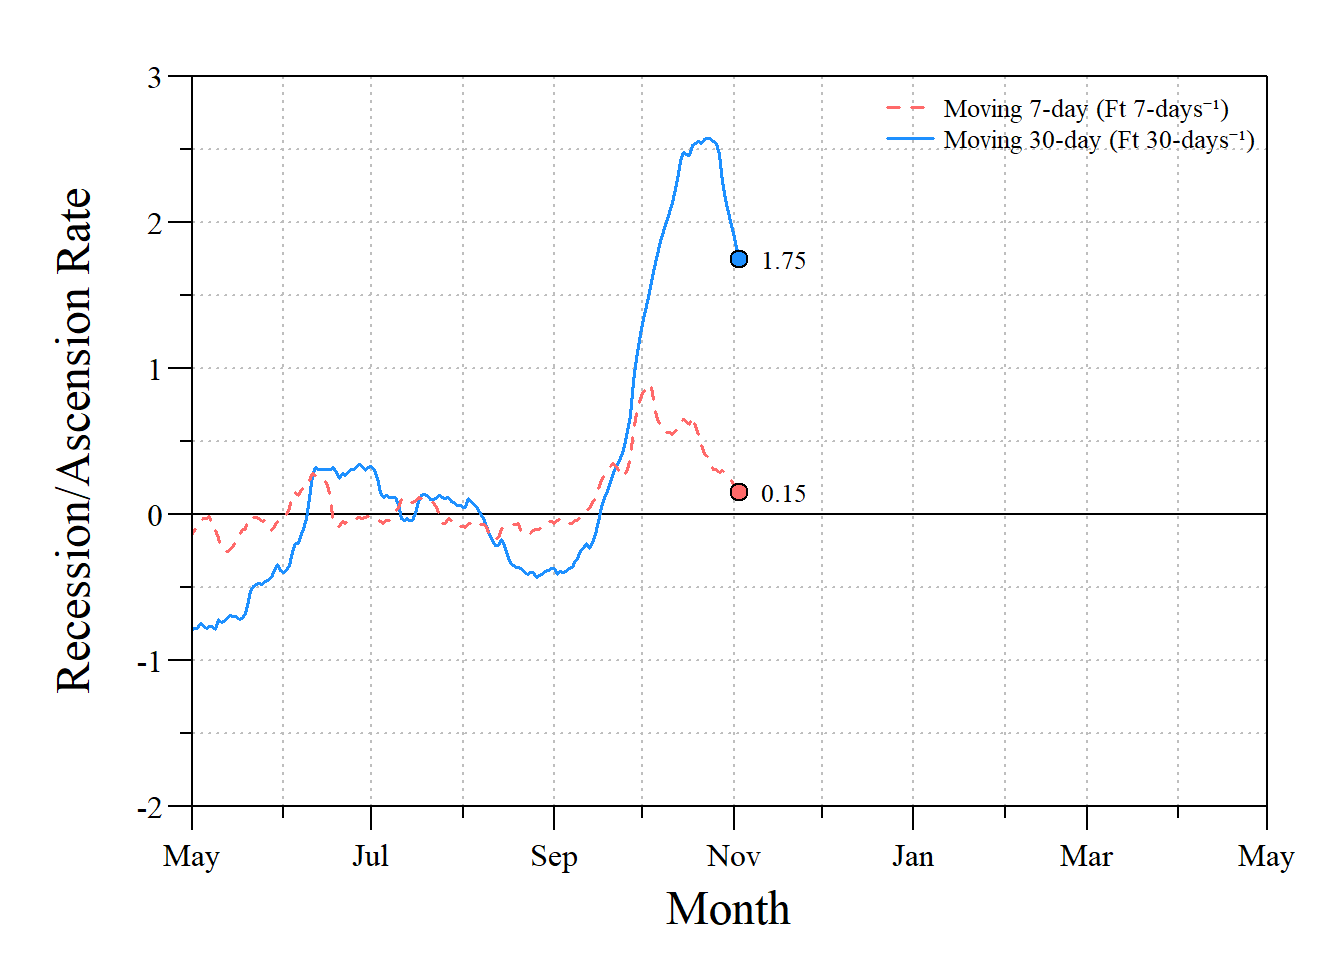 3
2
1
0
-1
-2
Recession/Ascension Rate
Moving 7-day (Ft 7-days⁻¹)
Moving 30-day (Ft 30-days⁻¹)
1.75
0.15
May Jul Sep Nov Jan Mar May
Month